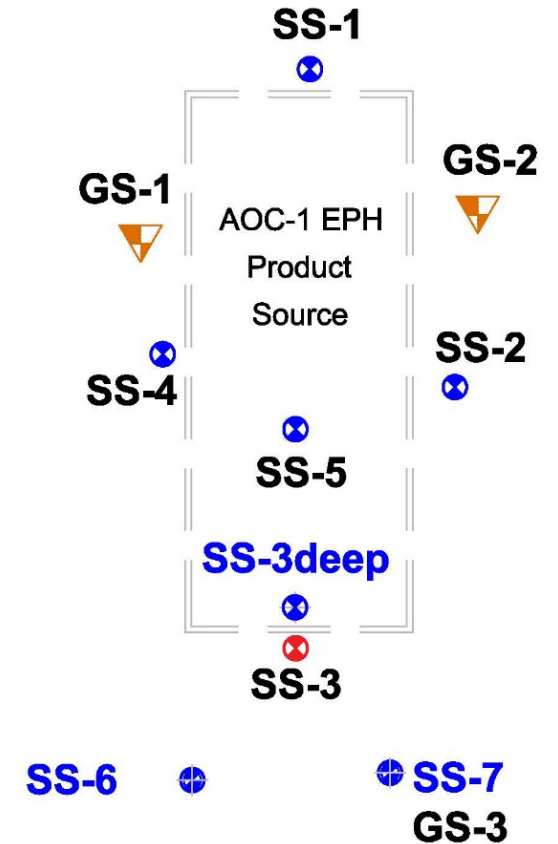 SS-1
GS-1
GS-2
AOC-1 EPH
Product
Source
SS-4
SS-2
SS-5
SS-3deep
SS-3
SS-6
SS-7
GS-3